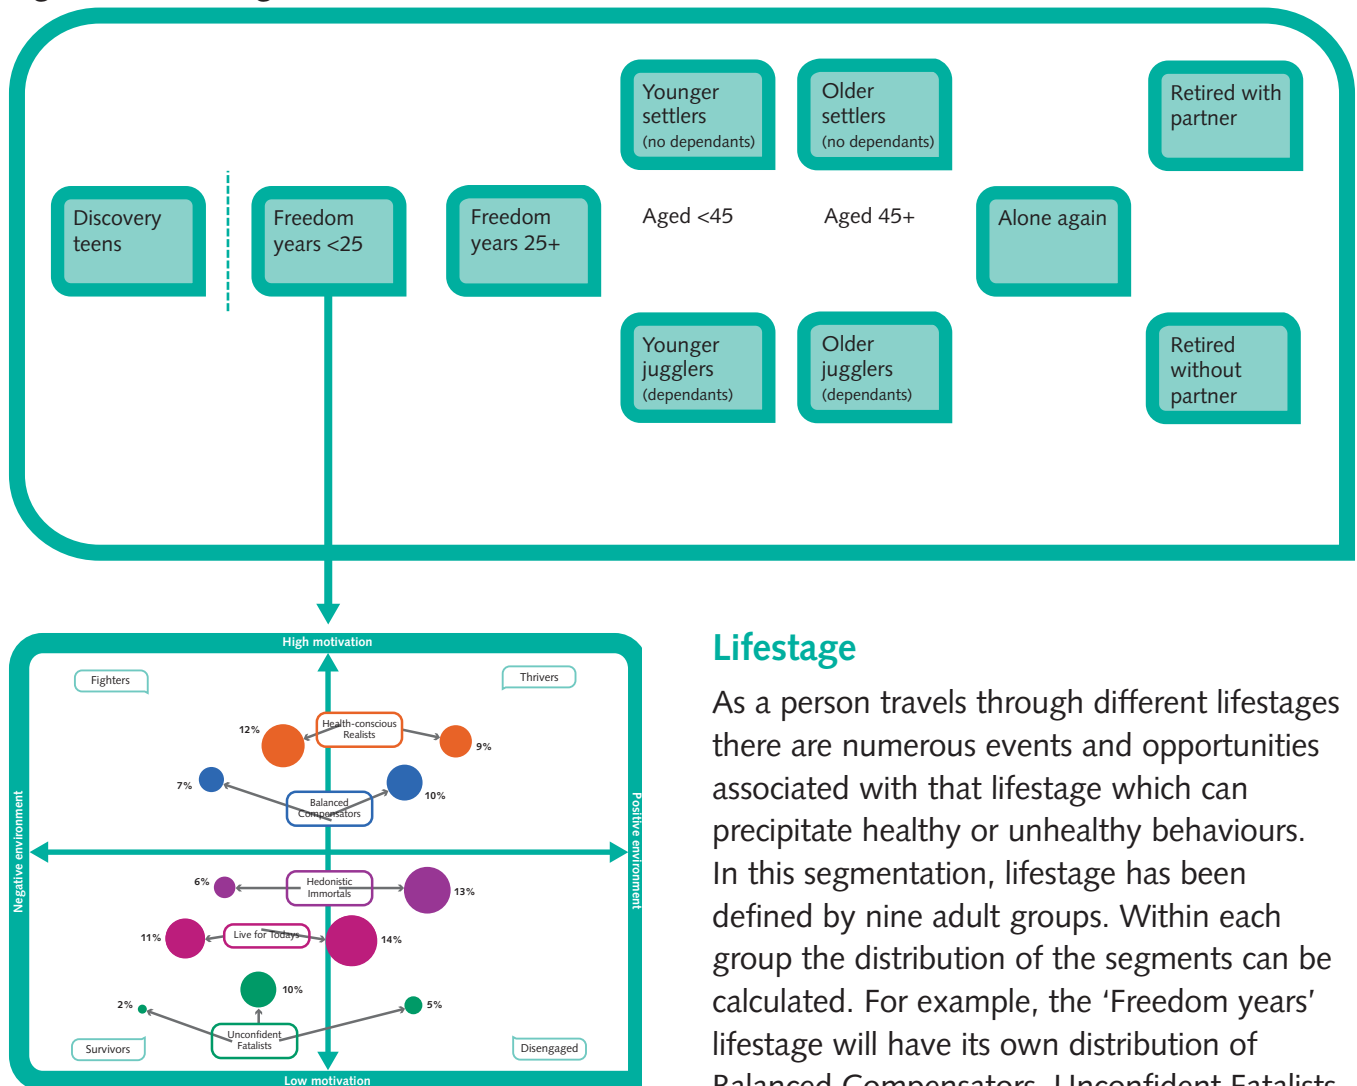 Younger
settlers
(no dependants)
Older
settlers
(no dependants)
Retired with
partner
Discovery
teens
Freedom
years <25
Freedom
years 25+
Aged <45
Aged 45+
Alone again
Younger
jugglers
(dependants)
Older
jugglers
(dependants)
Retired
without
partner
High motivation
Fighters
Thrivers
Health-conscious
Realists
12%
9%
7%
Balanced
Compensators
10%
Negative environment
Positive environment
6%
Hedonistic
Immortals
13%
11%
Live for Todays
14%
10%
2%
5%
Unconfident
Fatalists
Survivors
Disengaged
Low motivation
Lifestage
As a person travels through different lifestages
there are numerous events and opportunities
associated with that lifestage which can
precipitate healthy or unhealthy behaviours.
In this segmentation, lifestage has been
defined by nine adult groups. Within each
group the distribution of the segments can be
calculated. For example, the ‘Freedom years’
lifestage will have its own distribution of
Balanced Compensators, Unconfident Fatalists